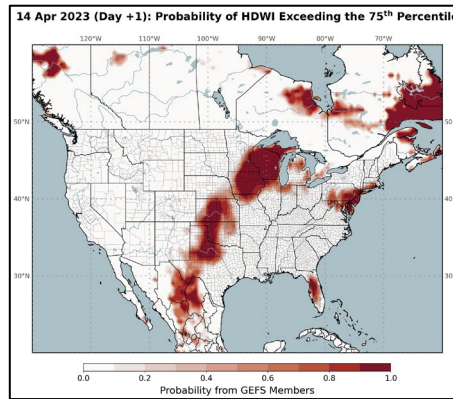 14 Apr 2023 (Day +1): Probability of HDWI Exceeding the 75th Percentile
120°W 110°W 100°W 90°W 80°W 70°W
50°N 50°N
40°N 40°N
30°N 30°N
0.0 0.2 0.4 0.6 0.8 1.0
Probability from GEFS Members